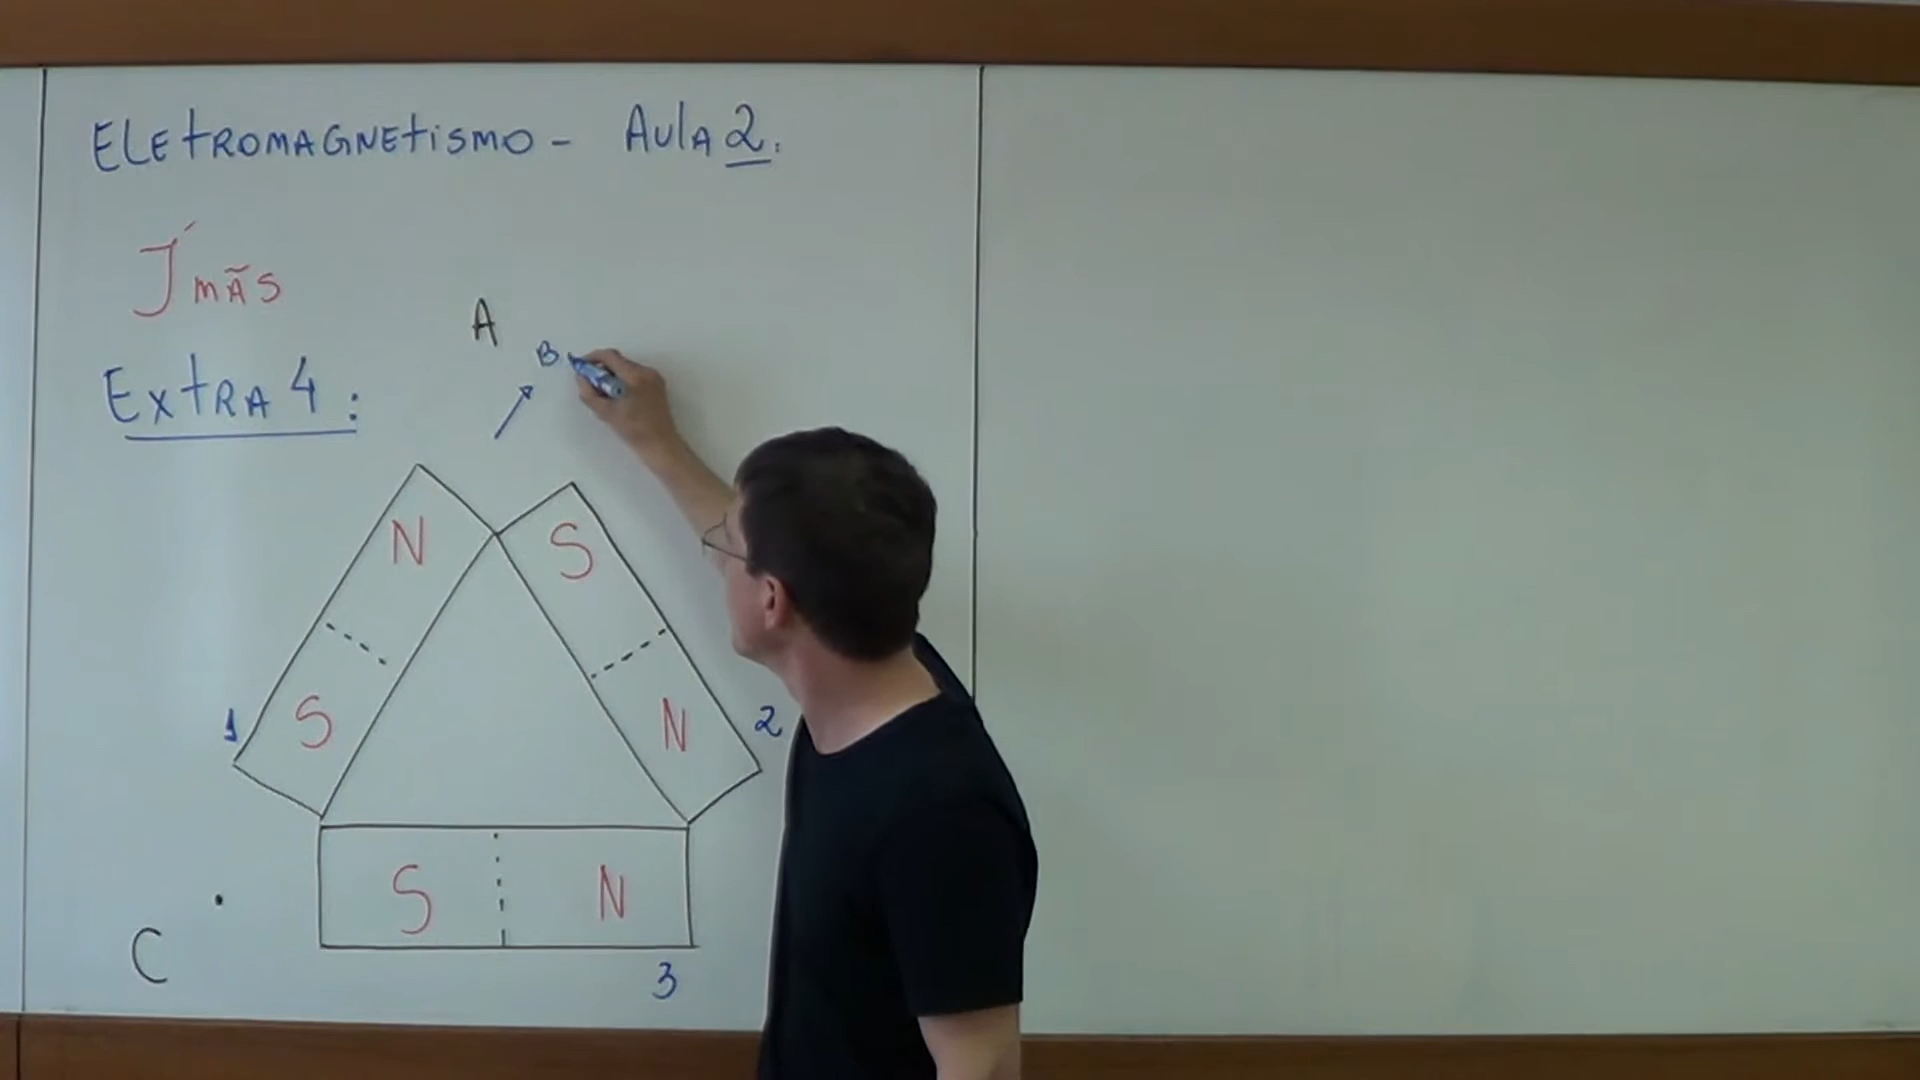 ELEtROMAGNEtismo - AulA 2.
Ímãs
A
B
ExtRA 4 :
N S
S N
1 2
S N
C
3